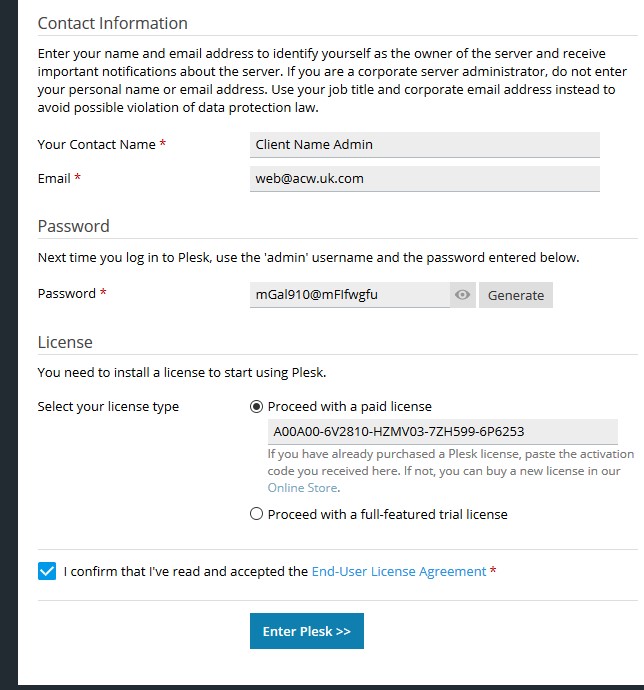 Contact Information
Enter your name and email address to identify yourself as the owner of the server and receive
important notifications about the server. If you are a corporate server administrator, do not enter
your personal name or email address. Use your job title and corporate email address instead to
avoid possible violation of data protection law.
Your Contact Name *
Client Name Admin
Email *
web@acw.uk.com
Password
Next time you log in to Plesk, use the 'admin' username and the password entered below.
Password *
mGal910@mFIfwgfu
Generate
License
You need to install a license to start using Plesk.
Select your license type
Proceed with a paid license
A00A00-6V2810-HZMV03-7ZH599-6P6253
If you have already purchased a Plesk license, paste the activation
code you received here. If not, you can buy a new license in our
Online Store.
Proceed with a full-featured trial license
I confirm that I've read and accepted the End-User License Agreement *
Enter Plesk >>